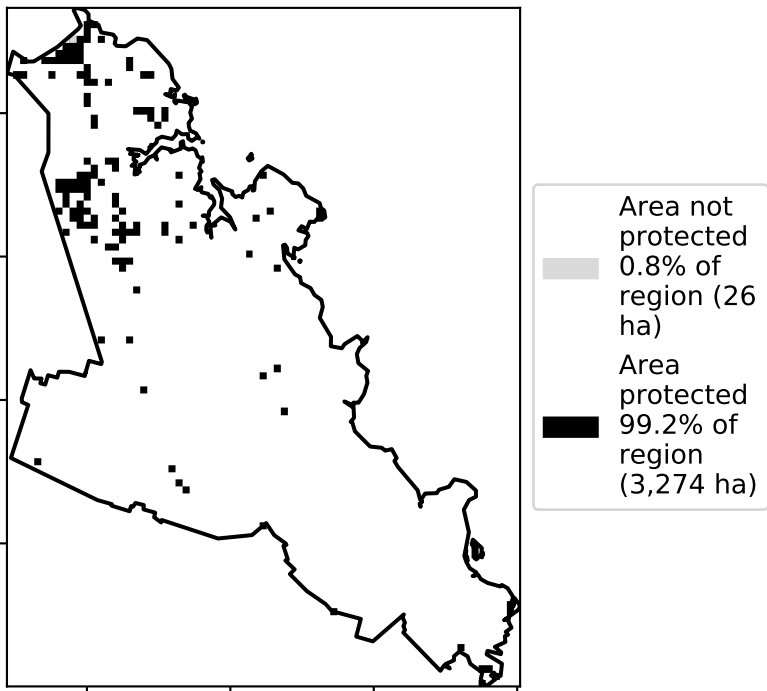 Area not
protected
0.8% of
region (26
ha)
Area
protected
99.2% of
region
(3,274 ha)